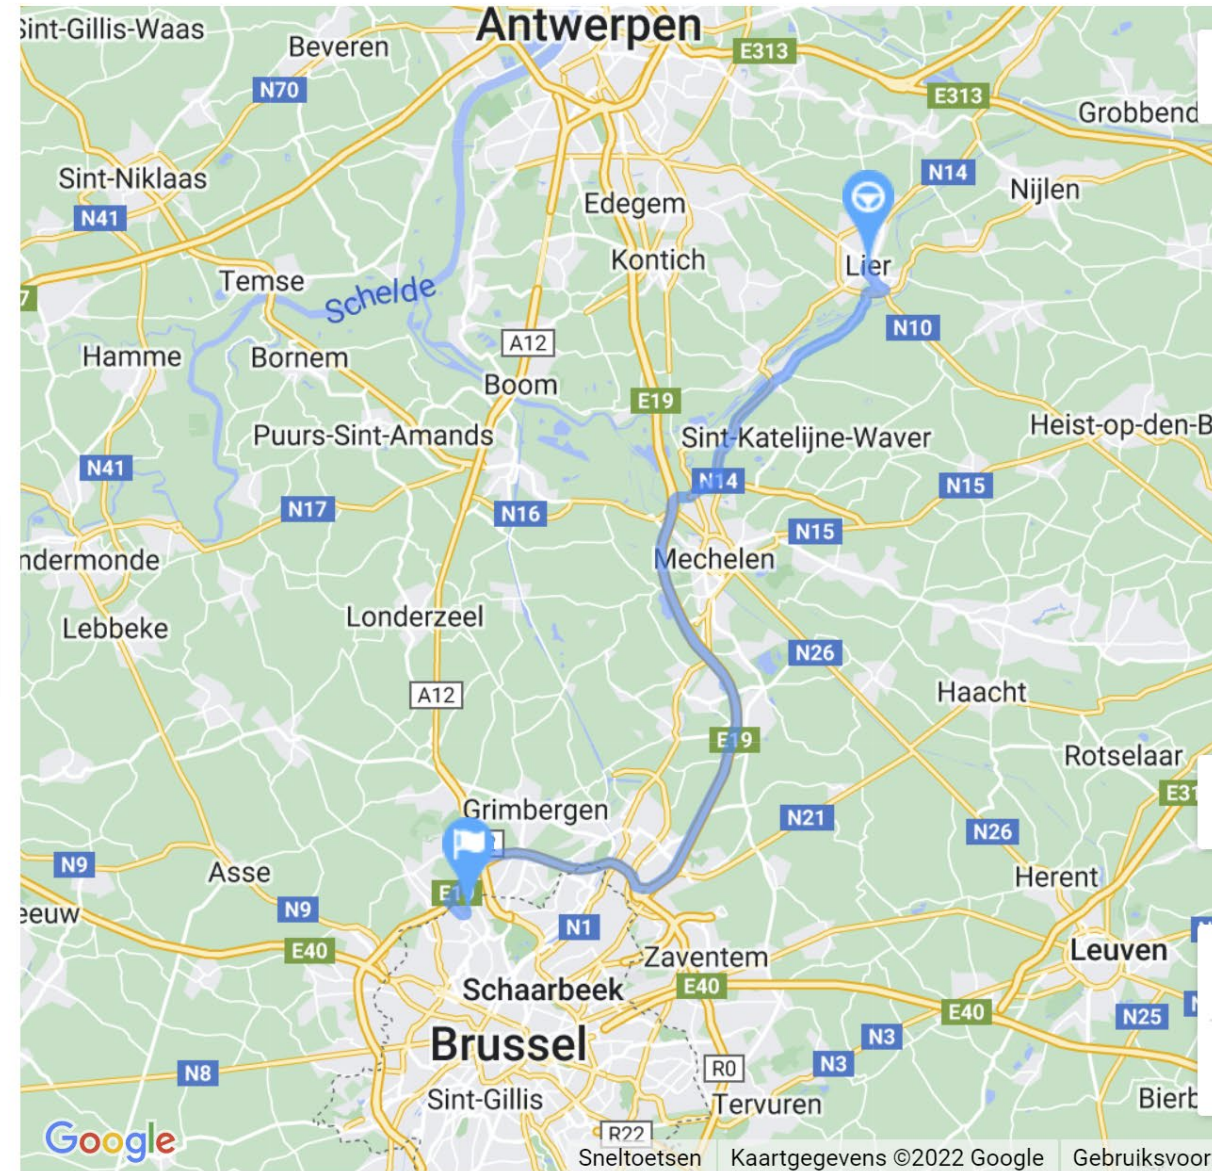 Sint-Gillis-Waas
Antwerpen
Beveren
E313
N70
E313
Grobbend
Sint-Niklaas
N14
Nijlen
N41
Edegem
Kontich
Lier
Temse
Schelde
7
N10
A12
Hamme
Bornem
Boom
E19
Heist-op-den-B
Puurs-Sint-Amands
Sint-Katelijne-Waver
N41
N14
N15
N17
N16
N15
ndermonde
Mechelen
Londerzeel
Lebbeke
N26
A12
Haacht
E19
Rotselaar
E31
Grimbergen
N21
N26
N9
Asse
Herent
E1
N9
eeuw
N1
E40
Leuven
Zaventem
Schaarbeek
E40
E40
N25
Brussel
N3
N3
N8
R0
Sint-Gillis
Tervuren
Bierb
R22
Google
Sneltoetsen
Kaartgegevens ©2022 Google
Gebruiksvoor